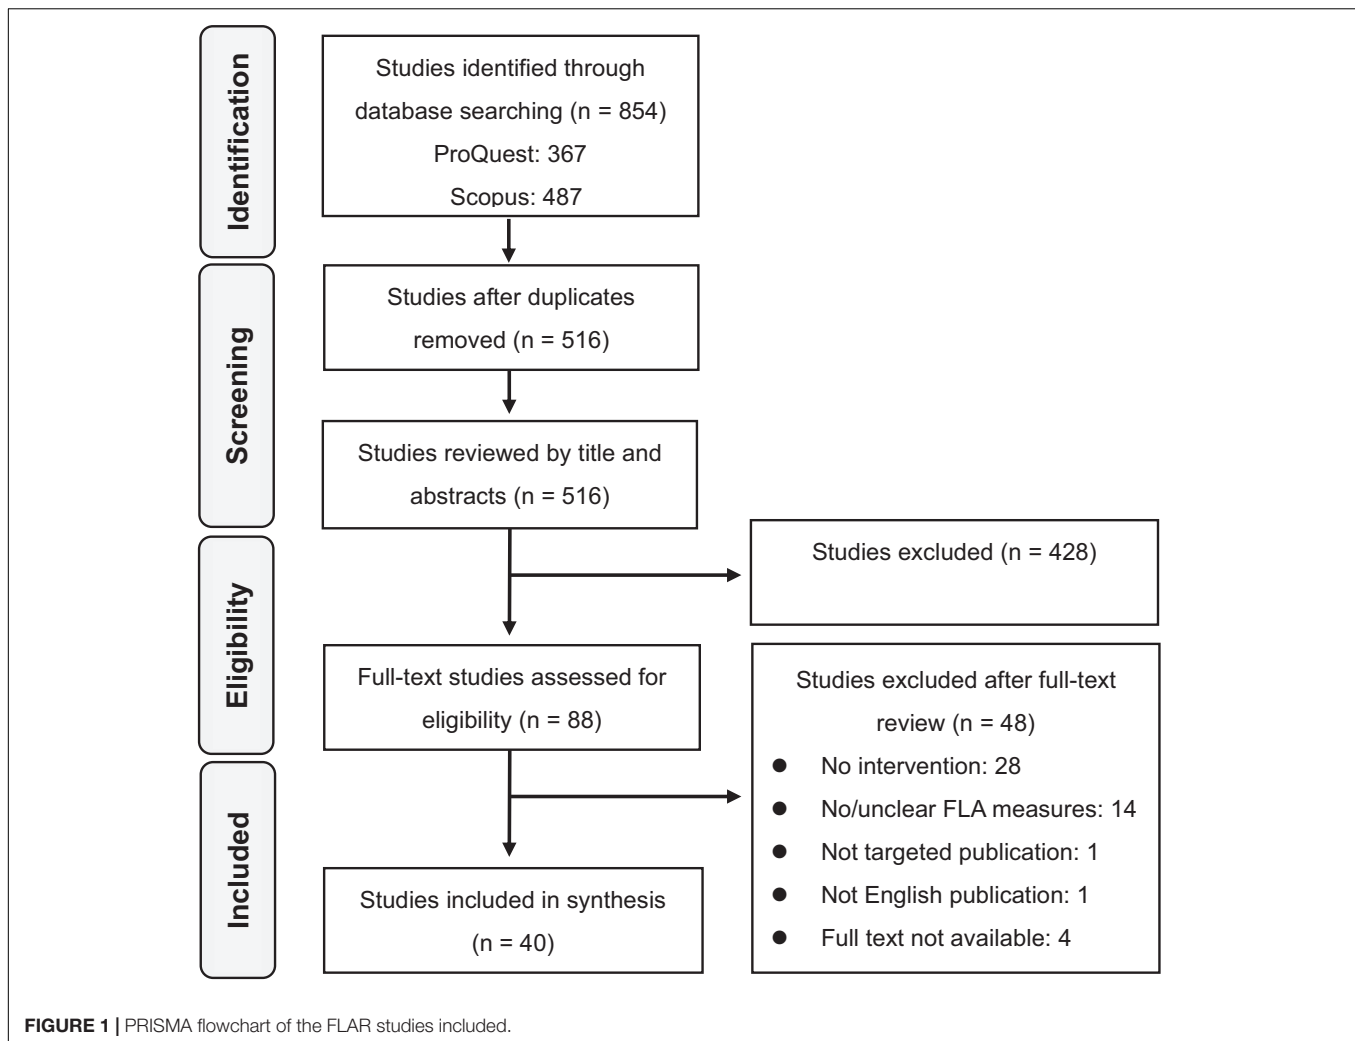 Identification
Studies identified through
database searching (n = 854)
ProQuest: 367
Scopus: 487
Screening
Studies after duplicates
removed (n = 516)
Studies reviewed by title and
abstracts (n = 516)
Studies excluded (n = 428)
Eligibility
Full-text studies assessed for
eligibility (n = 88)
Studies excluded after full-text
review (n = 48)
● No intervention: 28
● No/unclear FLA measures: 14
● Not targeted publication: 1
● Not English publication: 1
● Full text not available: 4
Included
Studies included in synthesis
(n = 40)
FIGURE 1 | PRISMA flowchart of the FLAR studies included.